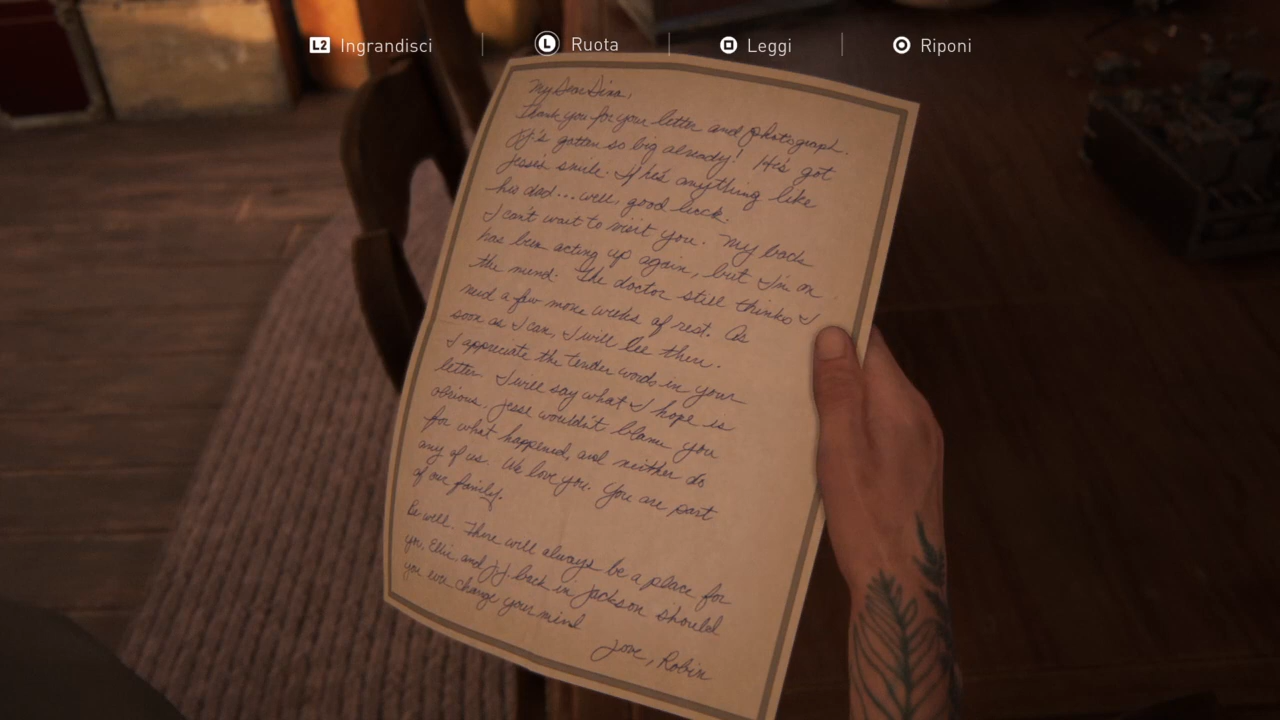 L2 Ingrandisci L Ruota Leggi Riponi
My Dear Dina,
Thank you for your letter and photograph.
JJ's gotten so big already! He's got
Jesse's smile. If he's anything like
his dad...well, good luck.
I can't wait to visit you. My back
has been acting up again, but I'm on
the mend. The doctor still thinks I
need a few more weeks of rest. As
soon as I can, I will be there.
I appreciate the tender words in your
letter. I will say what I hope is
obvious. Jesse wouldn't blame you
for what happened, and neither do
any of us. We love you. You are part
of our family.
Be well. There will always be a place for
you, Ellie, and JJ back in Jackson should
you ever change your mind
Love, Robin